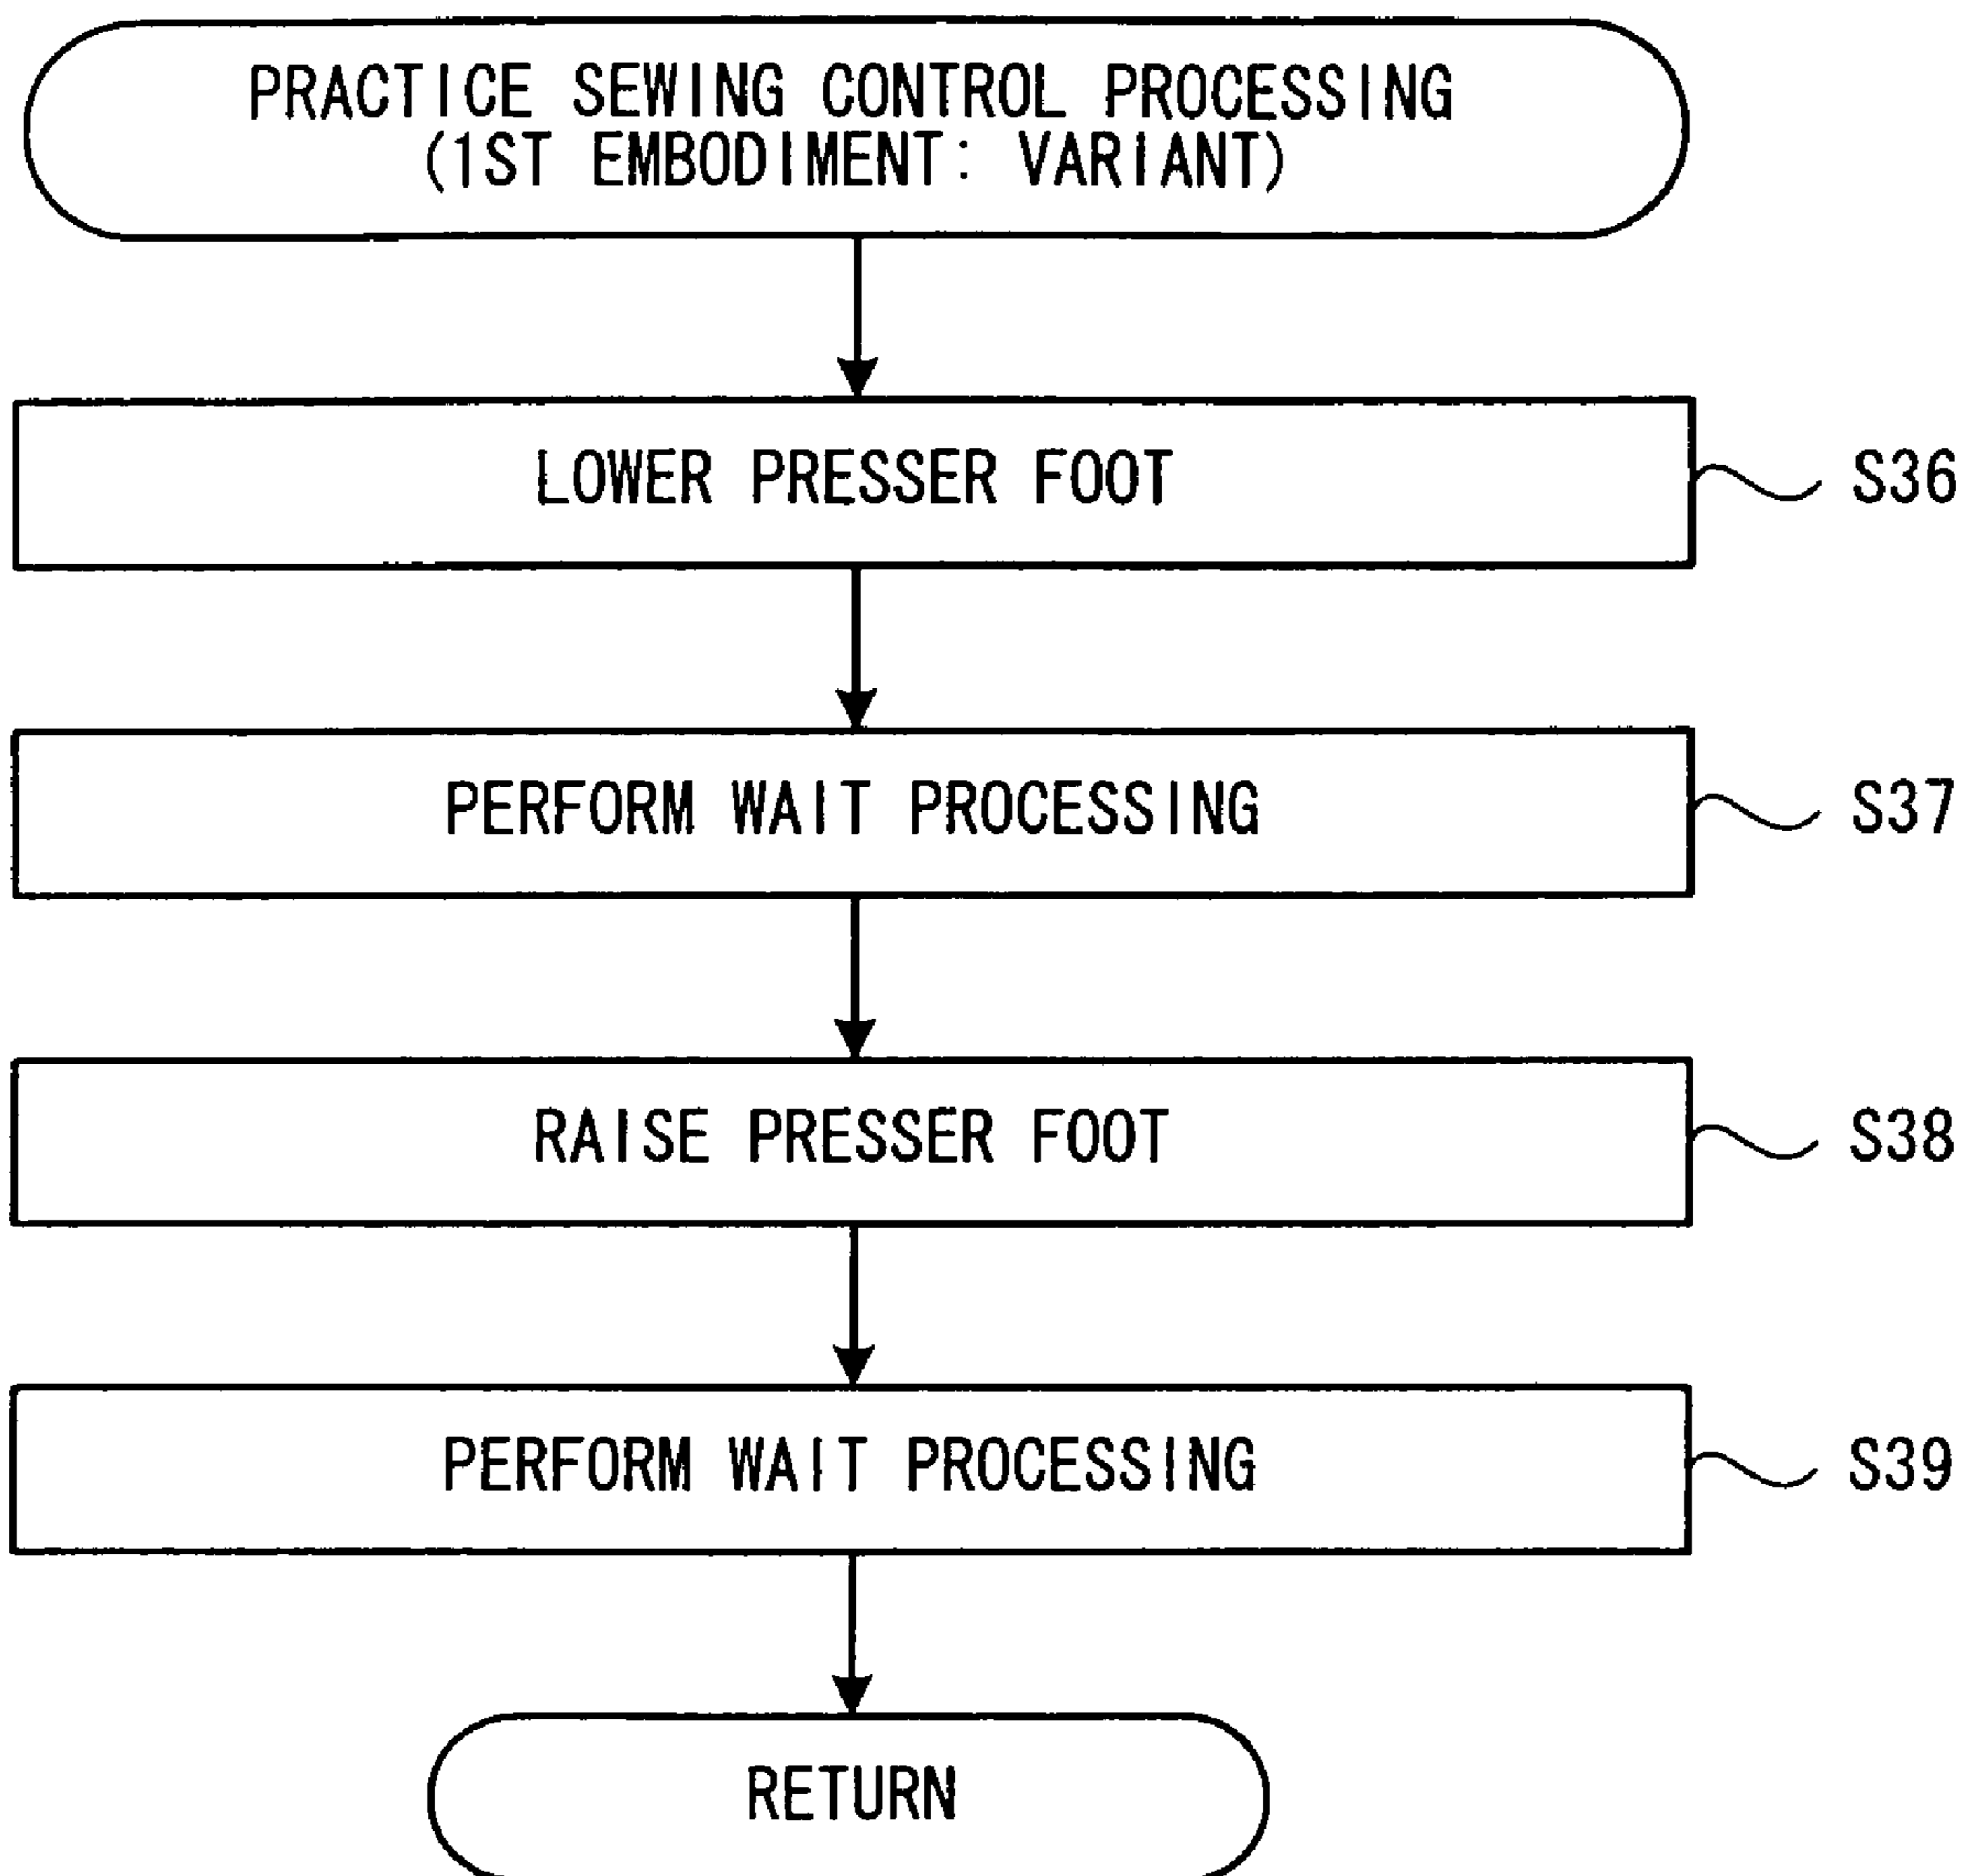 PRACTICE SEWING CONTROL PROCESSING
(1ST EMBODIMENT: VARIANT)
LOWER PRESSER FOOT
S36
PERFORM WAIT PROCESSING
S37
RAISE PRESSER FOOT
S38
PERFORM WAIT PROCESSING
S39
RETURN